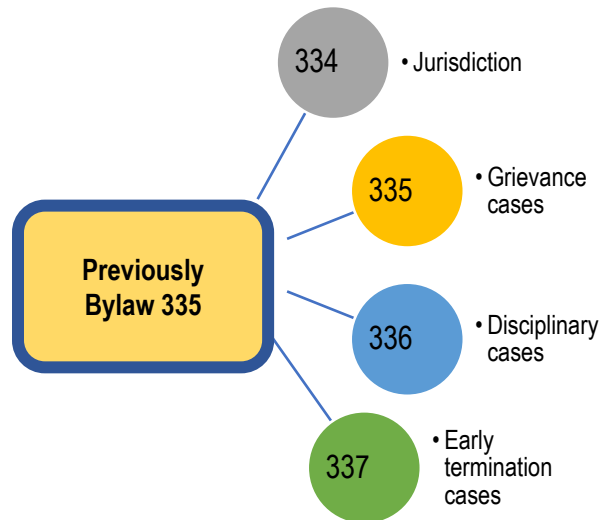 Previously
Bylaw 335
334
• Jurisdiction
335
• Grievance
cases
336
• Disciplinary
cases
337
• Early
termination
cases